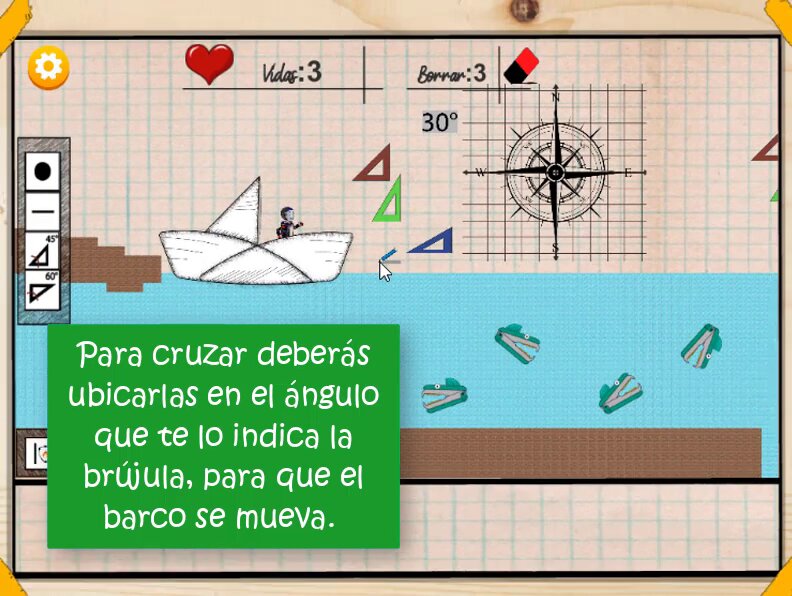 Vidas:3
Borrar:3
30°
N
W
E
S
45°
60°
Para cruzar deberás
ubicarlas en el ángulo
que te lo indica la
brújula, para que el
barco se mueva.